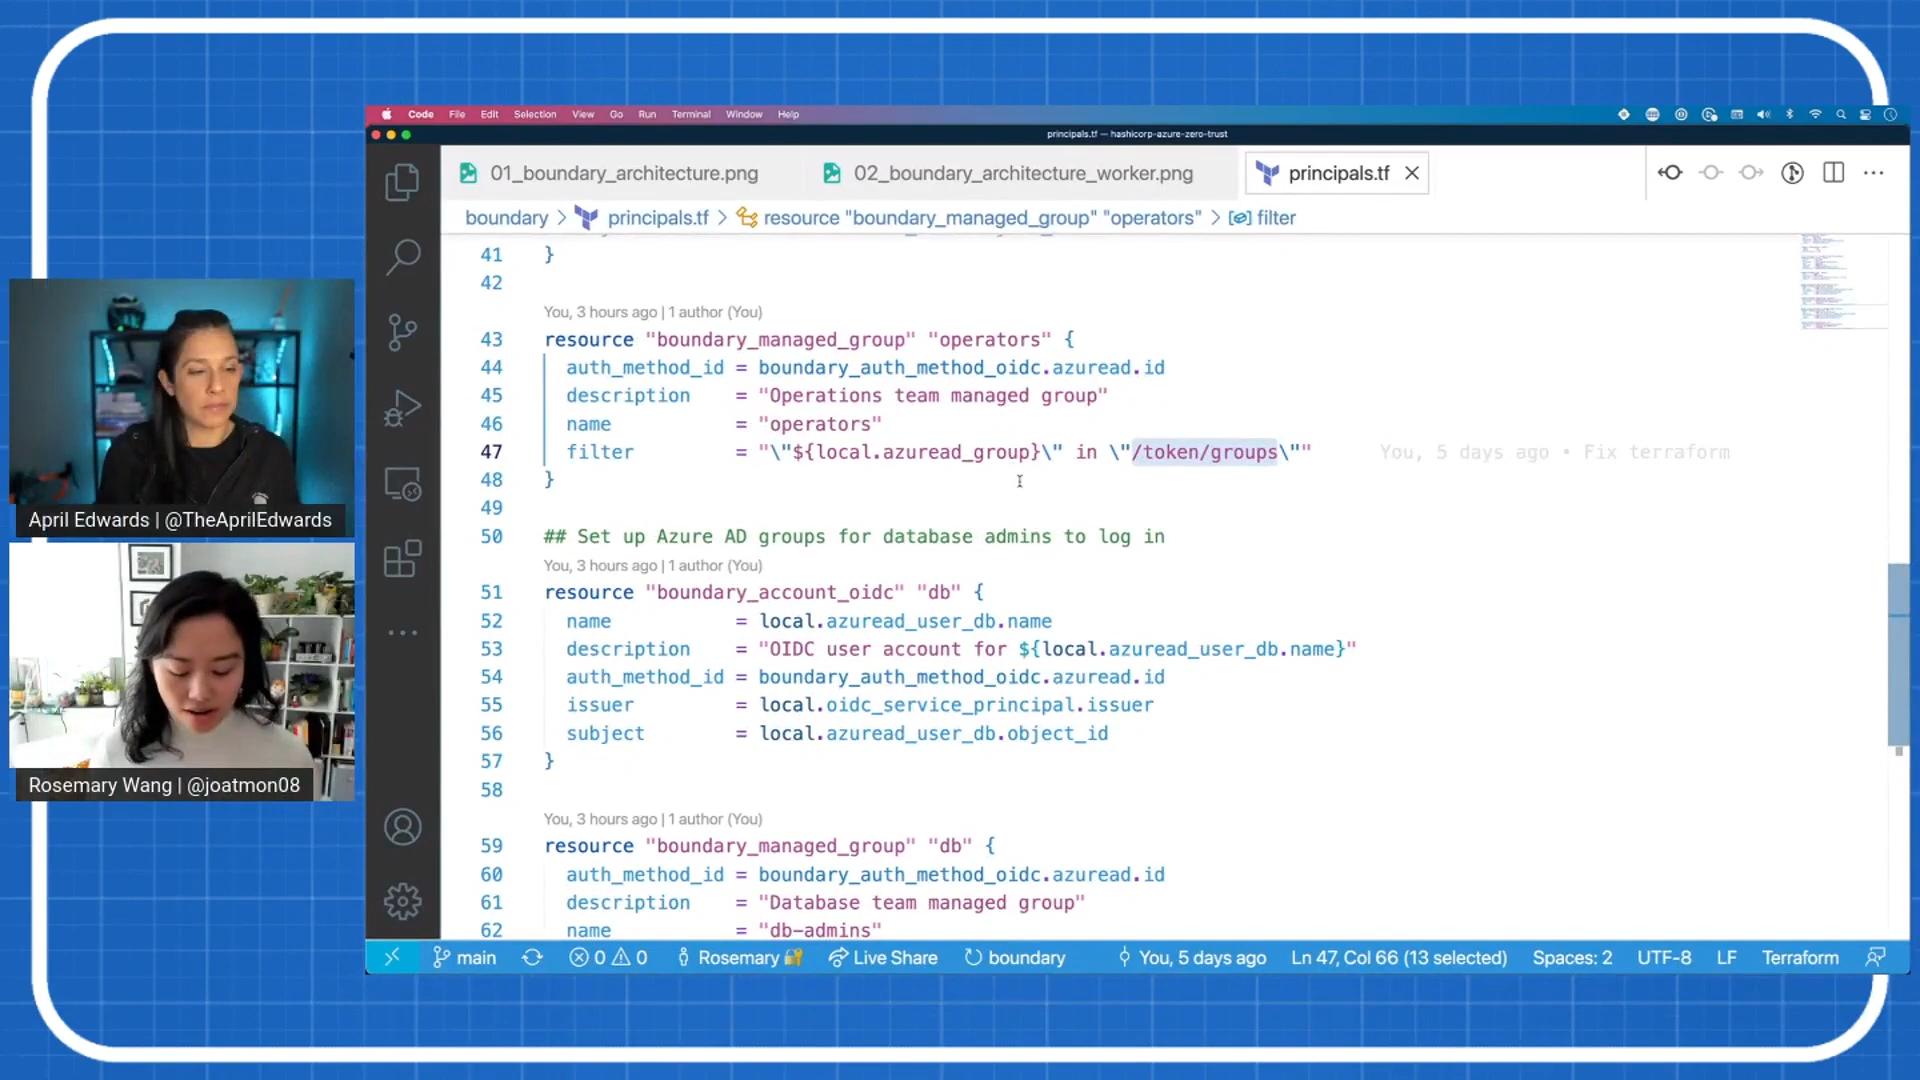 Code File Edit Selection View Go Run Terminal Window Help
principals.tf — hashicorp-azure-zero-trust
01_boundary_architecture.png 02_boundary_architecture_worker.png principals.tf
boundary > principals.tf > resource "boundary_managed_group" "operators" > filter
41 }
42
You, 3 hours ago | 1 author (You)
43 resource "boundary_managed_group" "operators" {
44 auth_method_id = boundary_auth_method_oidc.azuread.id
45 description = "Operations team managed group"
46 name = "operators"
47 filter = "\"${local.azuread_group}\" in \"/token/groups\"" You, 5 days ago • Fix terraform
48 }
49
50 ## Set up Azure AD groups for database admins to log in
You, 3 hours ago | 1 author (You)
51 resource "boundary_account_oidc" "db" {
52 name = local.azuread_user_db.name
53 description = "OIDC user account for ${local.azuread_user_db.name}"
54 auth_method_id = boundary_auth_method_oidc.azuread.id
55 issuer = local.oidc_service_principal.issuer
56 subject = local.azuread_user_db.object_id
57 }
58
You, 3 hours ago | 1 author (You)
59 resource "boundary_managed_group" "db" {
60 auth_method_id = boundary_auth_method_oidc.azuread.id
61 description = "Database team managed group"
62 name = "db-admins"
main 0 0 Rosemary Live Share boundary You, 5 days ago Ln 47, Col 66 (13 selected) Spaces: 2 UTF-8 LF Terraform
April Edwards | @TheAprilEdwards
Rosemary Wang | @joatmon08